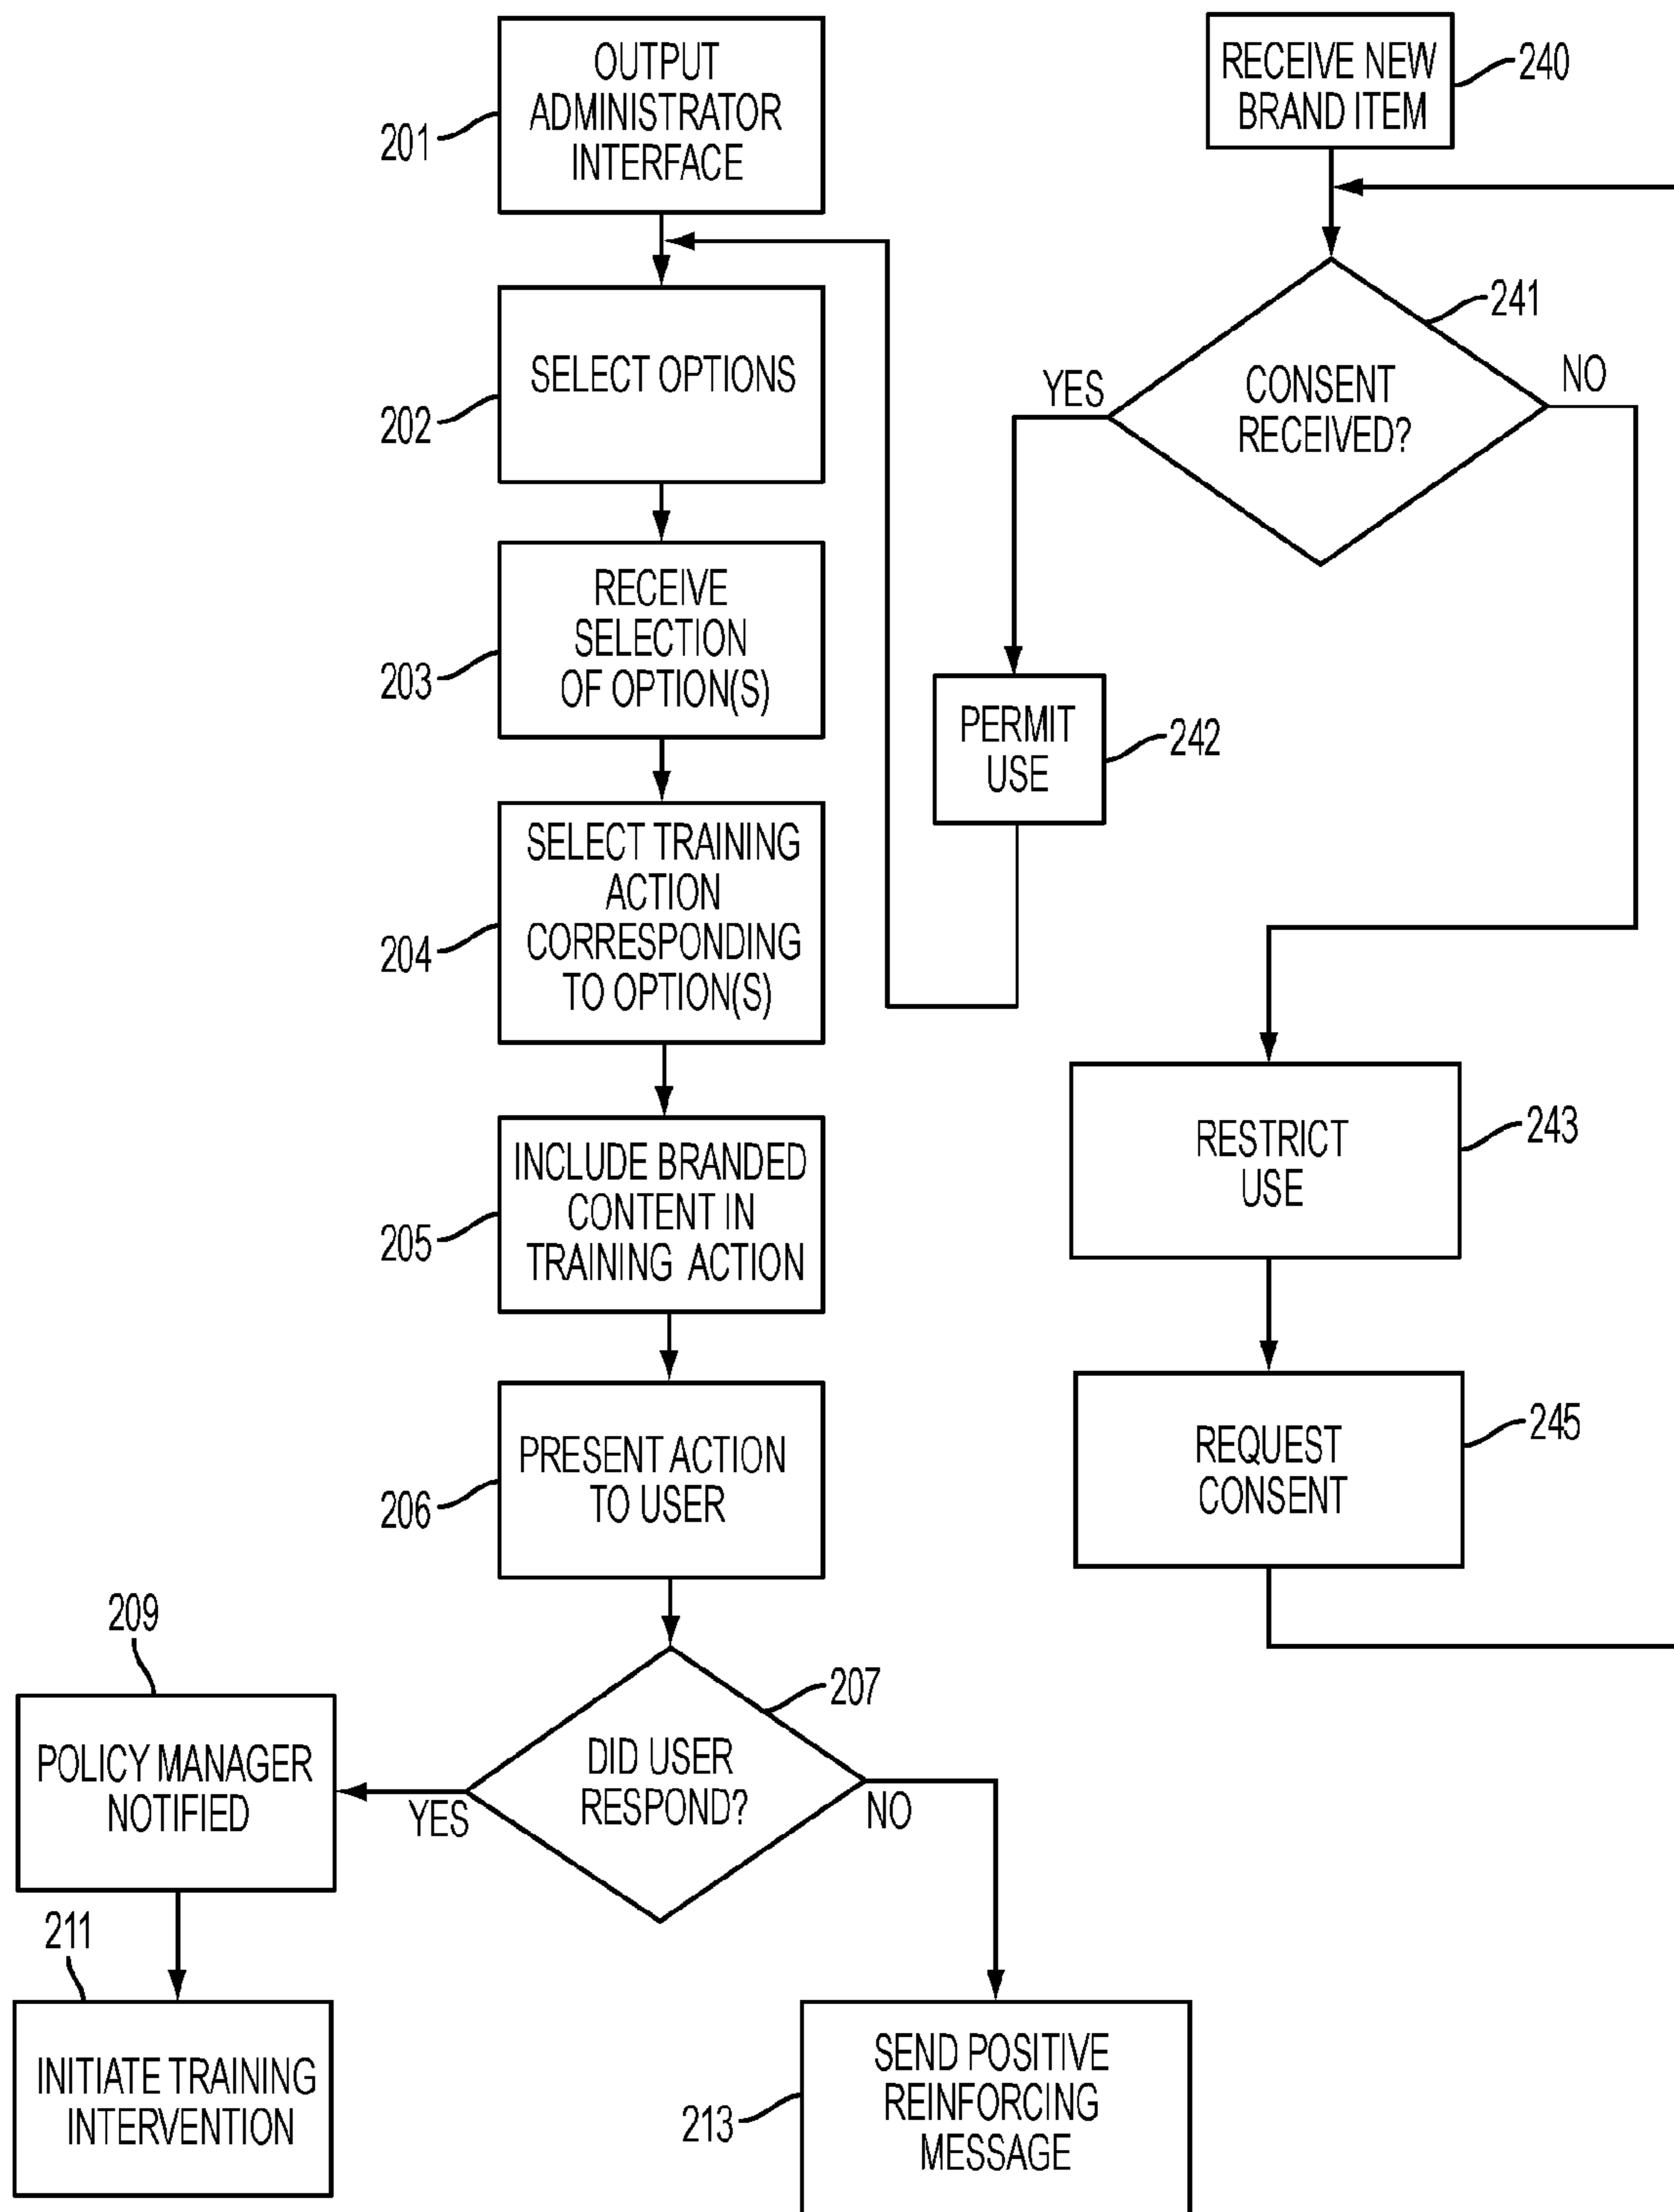 OUTPUT
ADMINISTRATOR
INTERFACE
201
SELECT OPTIONS
202
RECEIVE
SELECTION
OF OPTION(S)
203
SELECT TRAINING
ACTION
CORRESPONDING
TO OPTION(S)
204
INCLUDE BRANDED
CONTENT IN
TRAINING ACTION
205
PRESENT ACTION
TO USER
206
DID USER
RESPOND?
207
YES
NO
209
POLICY MANAGER
NOTIFIED
211
INITIATE TRAINING
INTERVENTION
SEND POSITIVE
REINFORCING
MESSAGE
213
RECEIVE NEW
BRAND ITEM
240
CONSENT
RECEIVED?
241
YES
NO
PERMIT
USE
242
RESTRICT
USE
243
REQUEST
CONSENT
245